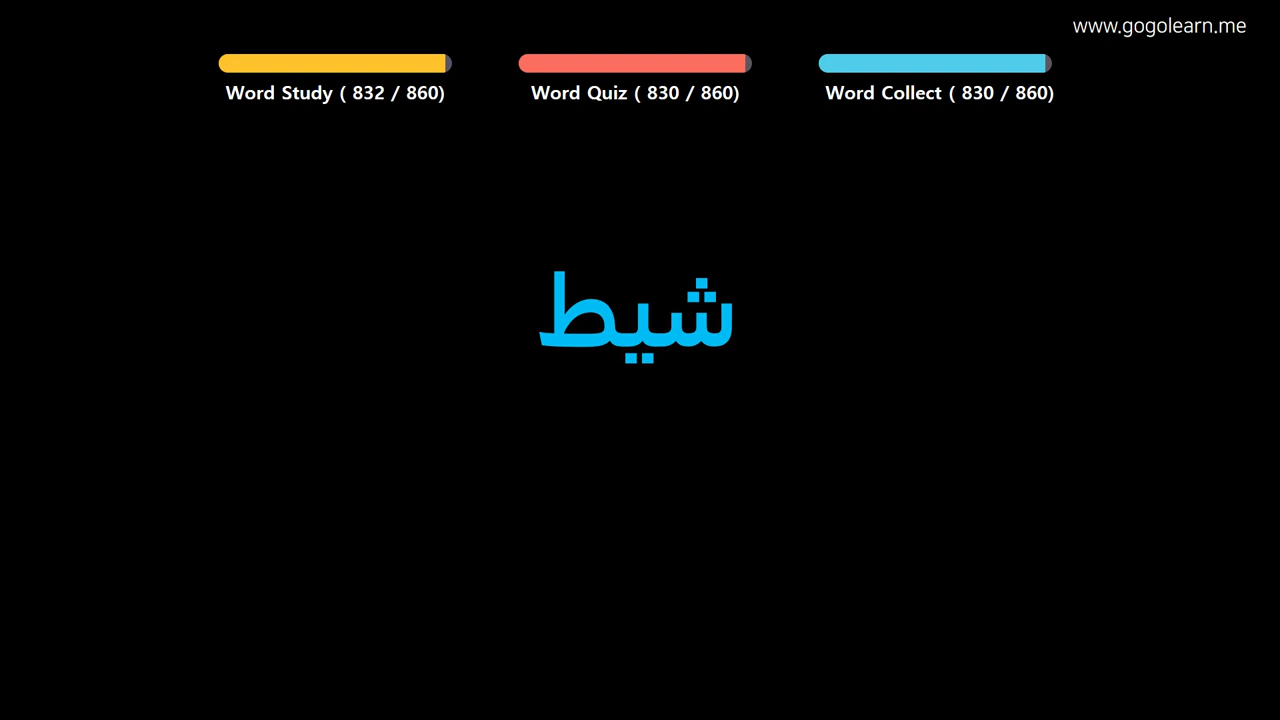 www.gogolearn.me
Word Study ( 832 / 860)
Word Quiz ( 830 / 860)
Word Collect ( 830 / 860)
شيط